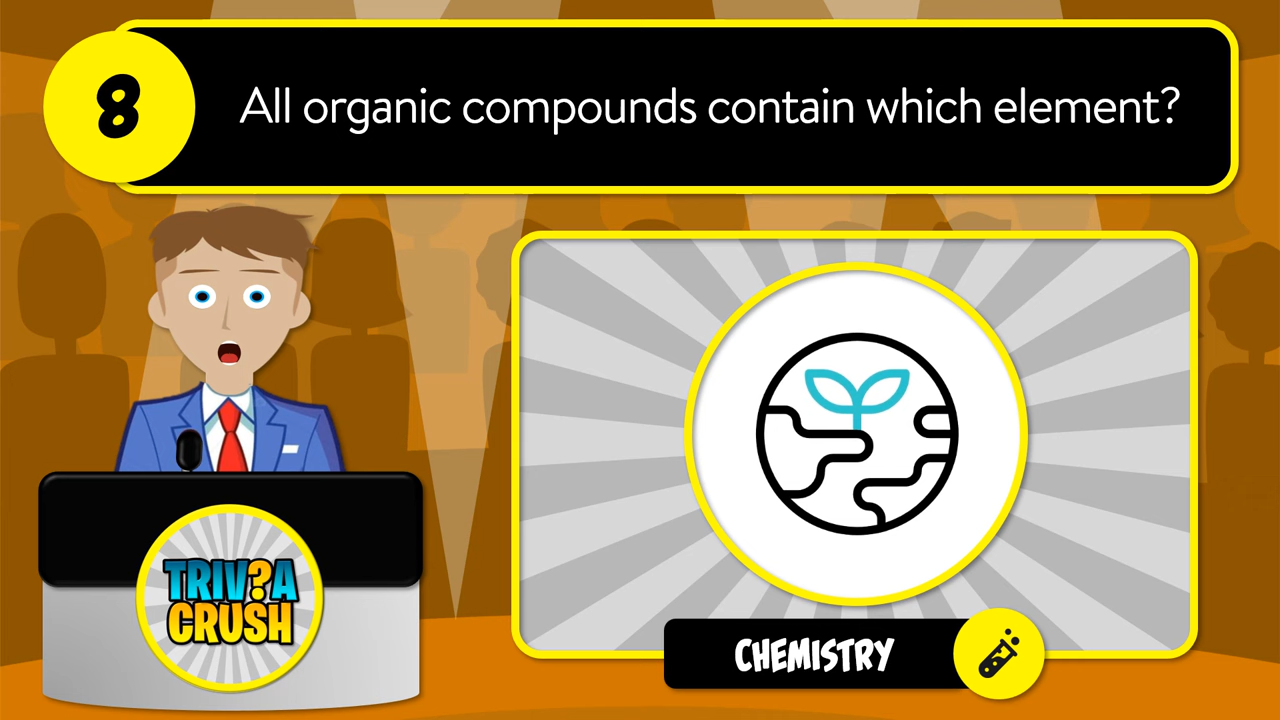 8
All organic compounds contain which element?
TRIV?A
CRUSH
CHEMISTRY